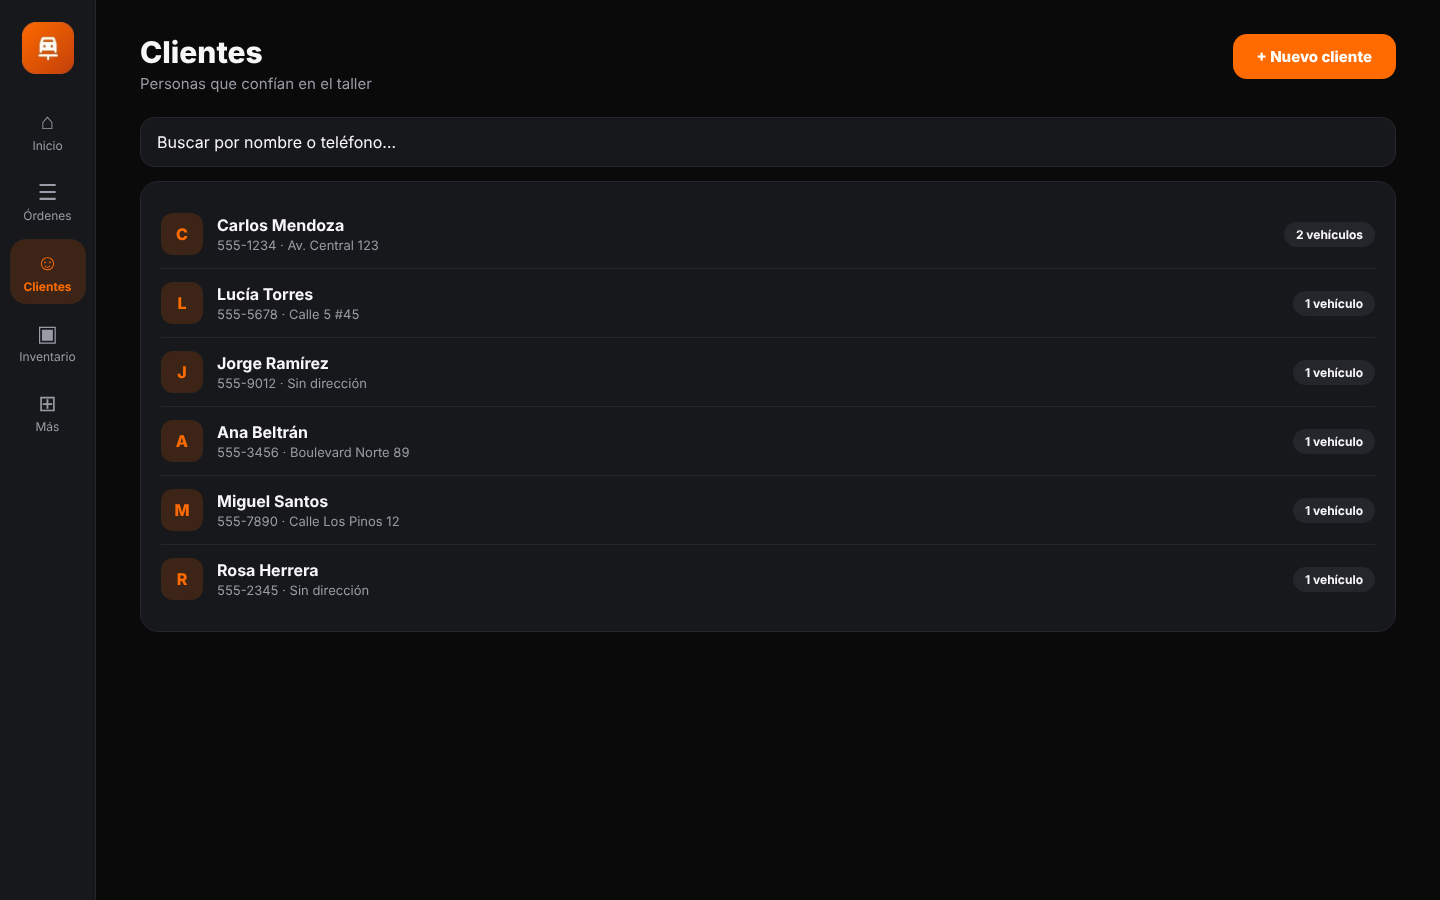 Clientes
Personas que confían en el taller
+ Nuevo cliente
Inicio
Órdenes
Clientes
Inventario
Más
Buscar por nombre o teléfono...
C
Carlos Mendoza
555-1234 · Av. Central 123
2 vehículos
L
Lucía Torres
555-5678 · Calle 5 #45
1 vehículo
J
Jorge Ramírez
555-9012 · Sin dirección
1 vehículo
A
Ana Beltrán
555-3456 · Boulevard Norte 89
1 vehículo
M
Miguel Santos
555-7890 · Calle Los Pinos 12
1 vehículo
R
Rosa Herrera
555-2345 · Sin dirección
1 vehículo